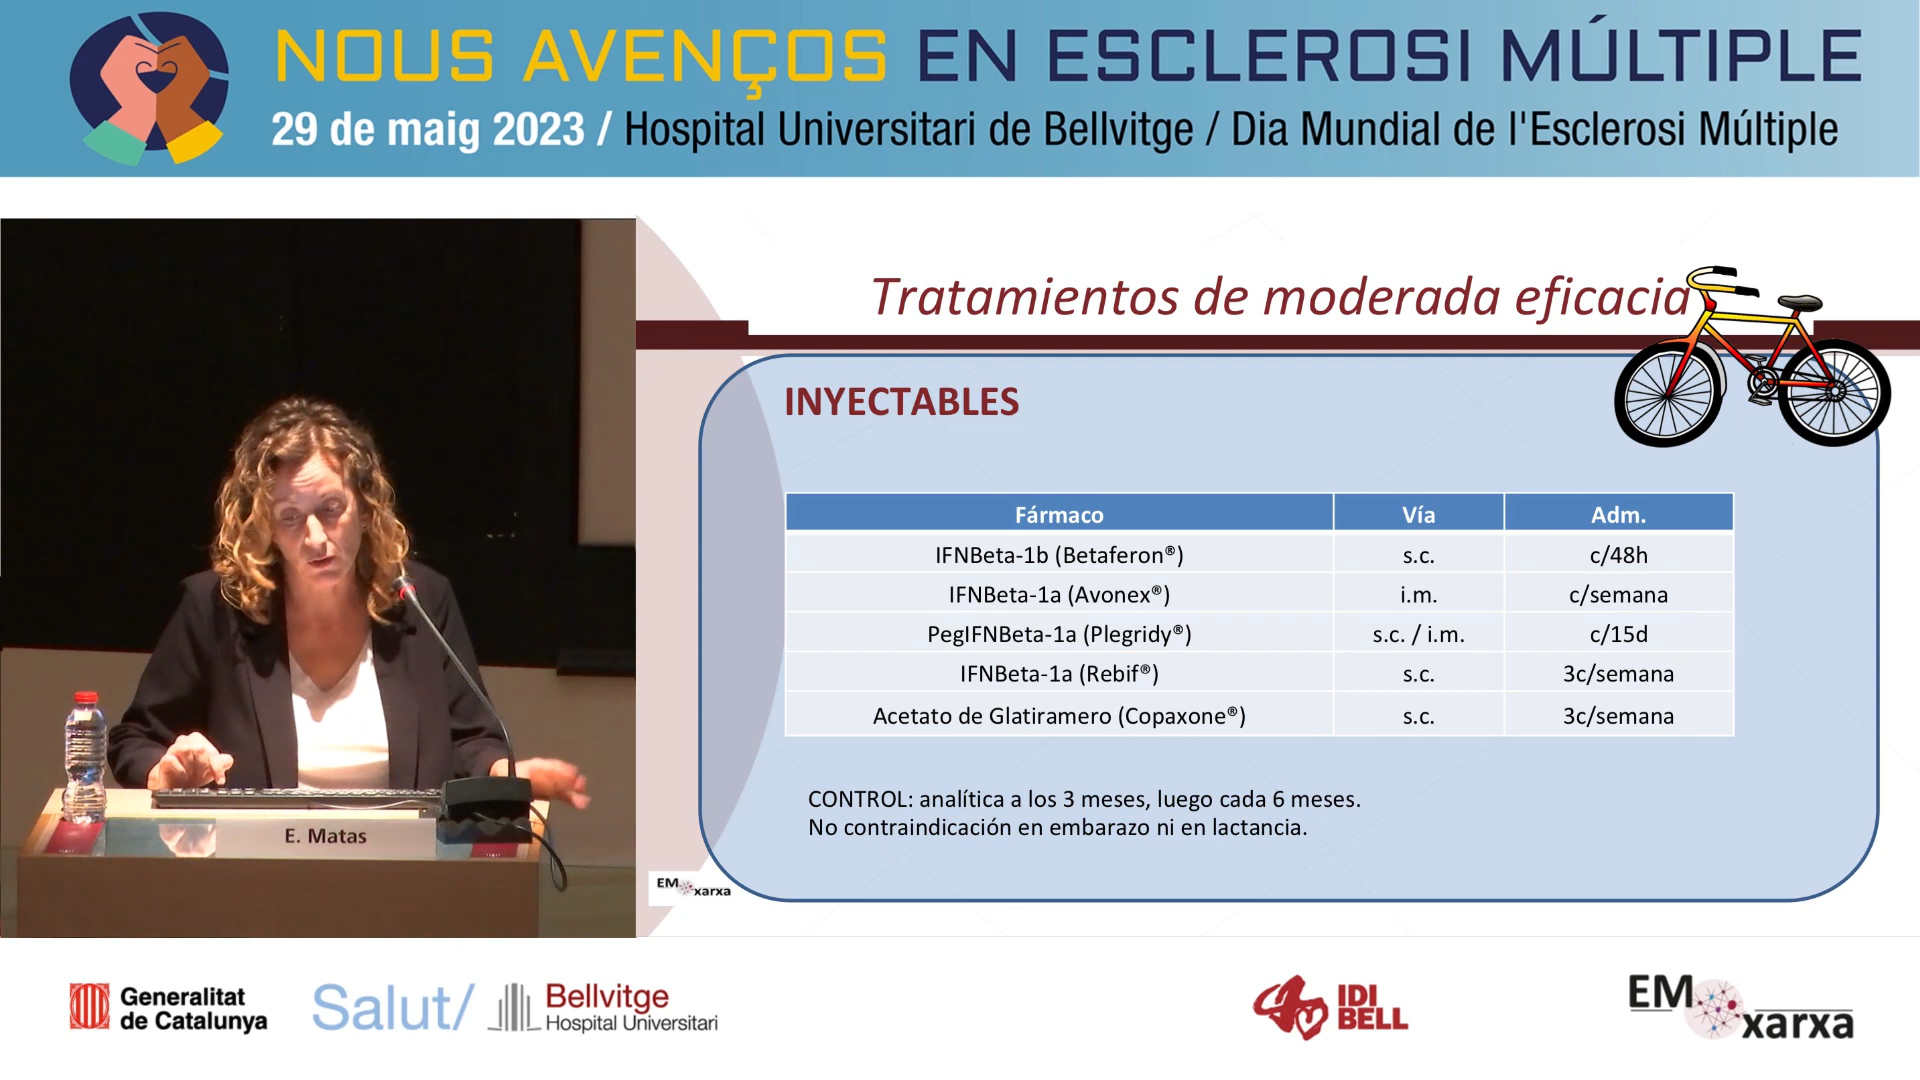 NOUS AVENÇOS EN ESCLEROSI MÚLTIPLE
29 de maig 2023 / Hospital Universitari de Bellvitge / Dia Mundial de l'Esclerosi Múltiple
Tratamientos de moderada eficacia
INYECTABLES
Fármaco Vía Adm.
IFNBeta-1b (Betaferon®) s.c. c/48h
IFNBeta-1a (Avonex®) i.m. c/semana
PegIFNBeta-1a (Plegridy®) s.c. / i.m. c/15d
IFNBeta-1a (Rebif®) s.c. 3c/semana
Acetato de Glatiramero (Copaxone®) s.c. 3c/semana
CONTROL: analítica a los 3 meses, luego cada 6 meses.
No contraindicación en embarazo ni en lactancia.
E. Matas
EM xarxa
Generalitat
de Catalunya
Salut/
Bellvitge
Hospital Universitari
IDI
BELL
EM
xarxa